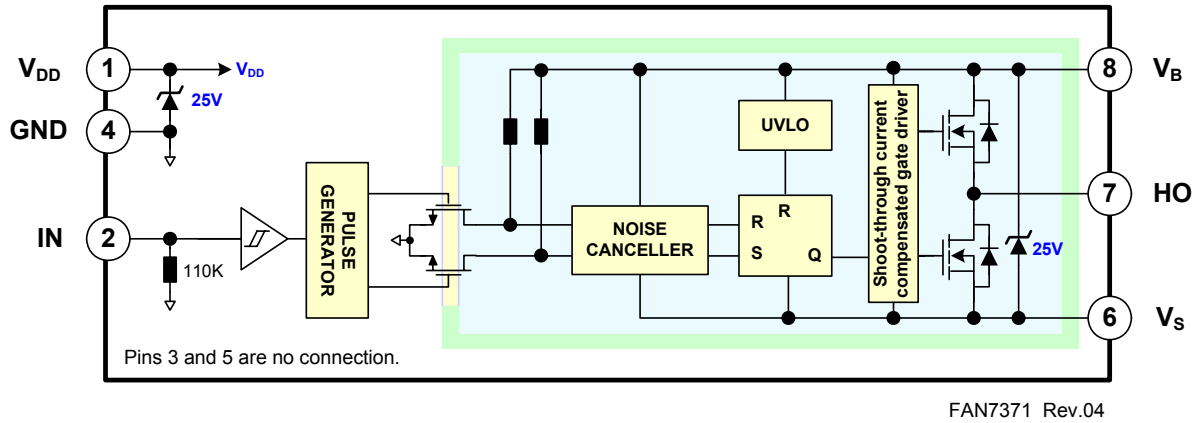 VDD
1
VDD
25V
GND
4
IN
2
110K
PULSE
GENERATOR
NOISE
CANCELLER
UVLO
R
R
S
Q
Shoot-through current
compensated gate driver
25V
8
VB
7
HO
6
VS
Pins 3 and 5 are no connection.
FAN7371 Rev.04